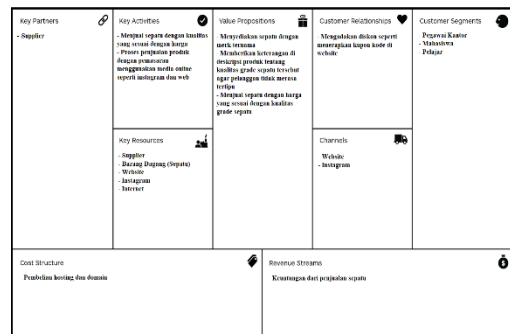 Key Partners
- Supplier
Key Activities
- Menjual sepatu dengan kualitas
yang sesuai dengan harga
- Proses penjualan produk
dengan pemasaran
menggunakan media online
seperti instagram dan web
Key Resources
- Supplier
- Barang Dagang (Sepatu)
- Website
- Instagram
- Internet
Value Propositions
- Menyediakan sepatu dengan
merk ternama
- Memberikan keterangan di
deskripsi produk tentang
kualitas grade sepatu tersebut
agar pelanggan tidak merasa
tertipu
- Menjual sepatu dengan harga
yang sesuai dengan kualitas
grade sepatu
Customer Relationships
- Mengadakan diskon seperti
menerapkan kupon kode di
website
Channels
- Website
- Instagram
Customer Segments
- Pegawai Kantor
- Mahasiswa
- Pelajar
Cost Structure
Pembelian hosting dan domain
Revenue Streams
Keuntungan dari penjualan sepatu